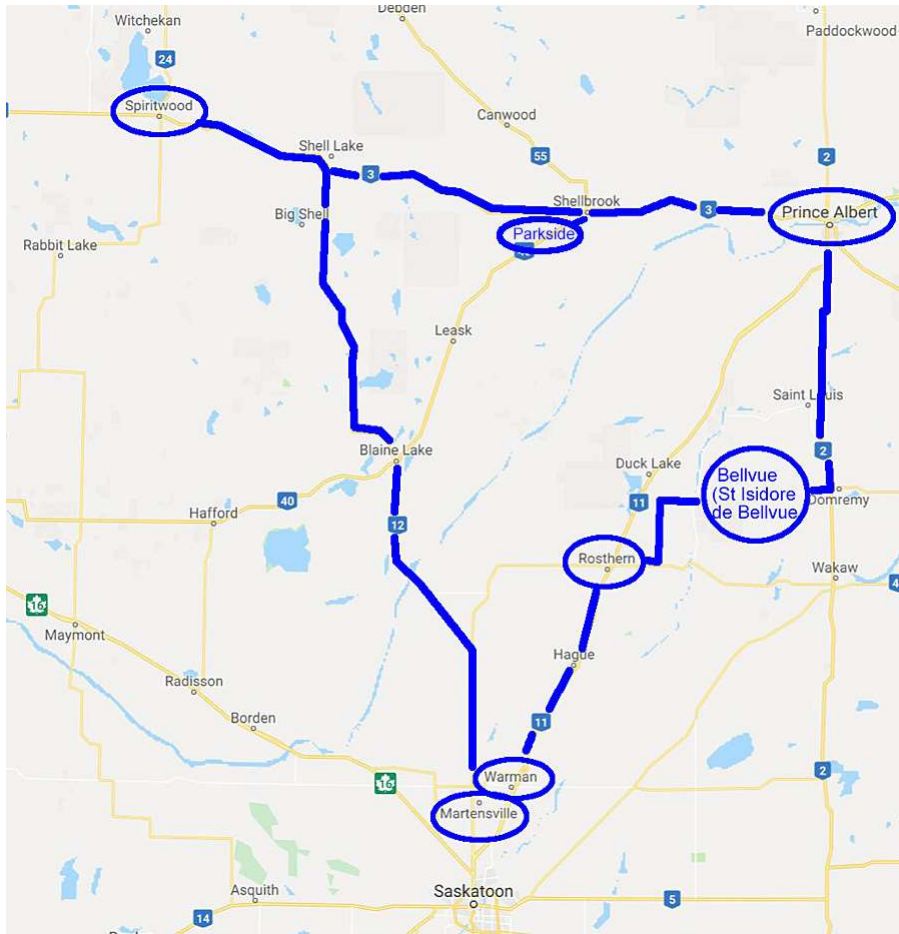 Debden
Witchekan
Paddockwood
24
Spiritwood
Canwood
Shell Lake
55
2
3
Shellbrook
3
Big Shell
Parkside
Prince Albert
Rabbit Lake
Leask
Saint Louis
Blaine Lake
2
Duck Lake
Bellvue
(St Isidore
de Bellvue
Domremy
40
11
Hafford
12
Rosthern
Wakaw
4
16
Maymont
Hague
Radisson
Borden
11
2
16
Warman
Martensville
Asquith
Saskatoon
5
14